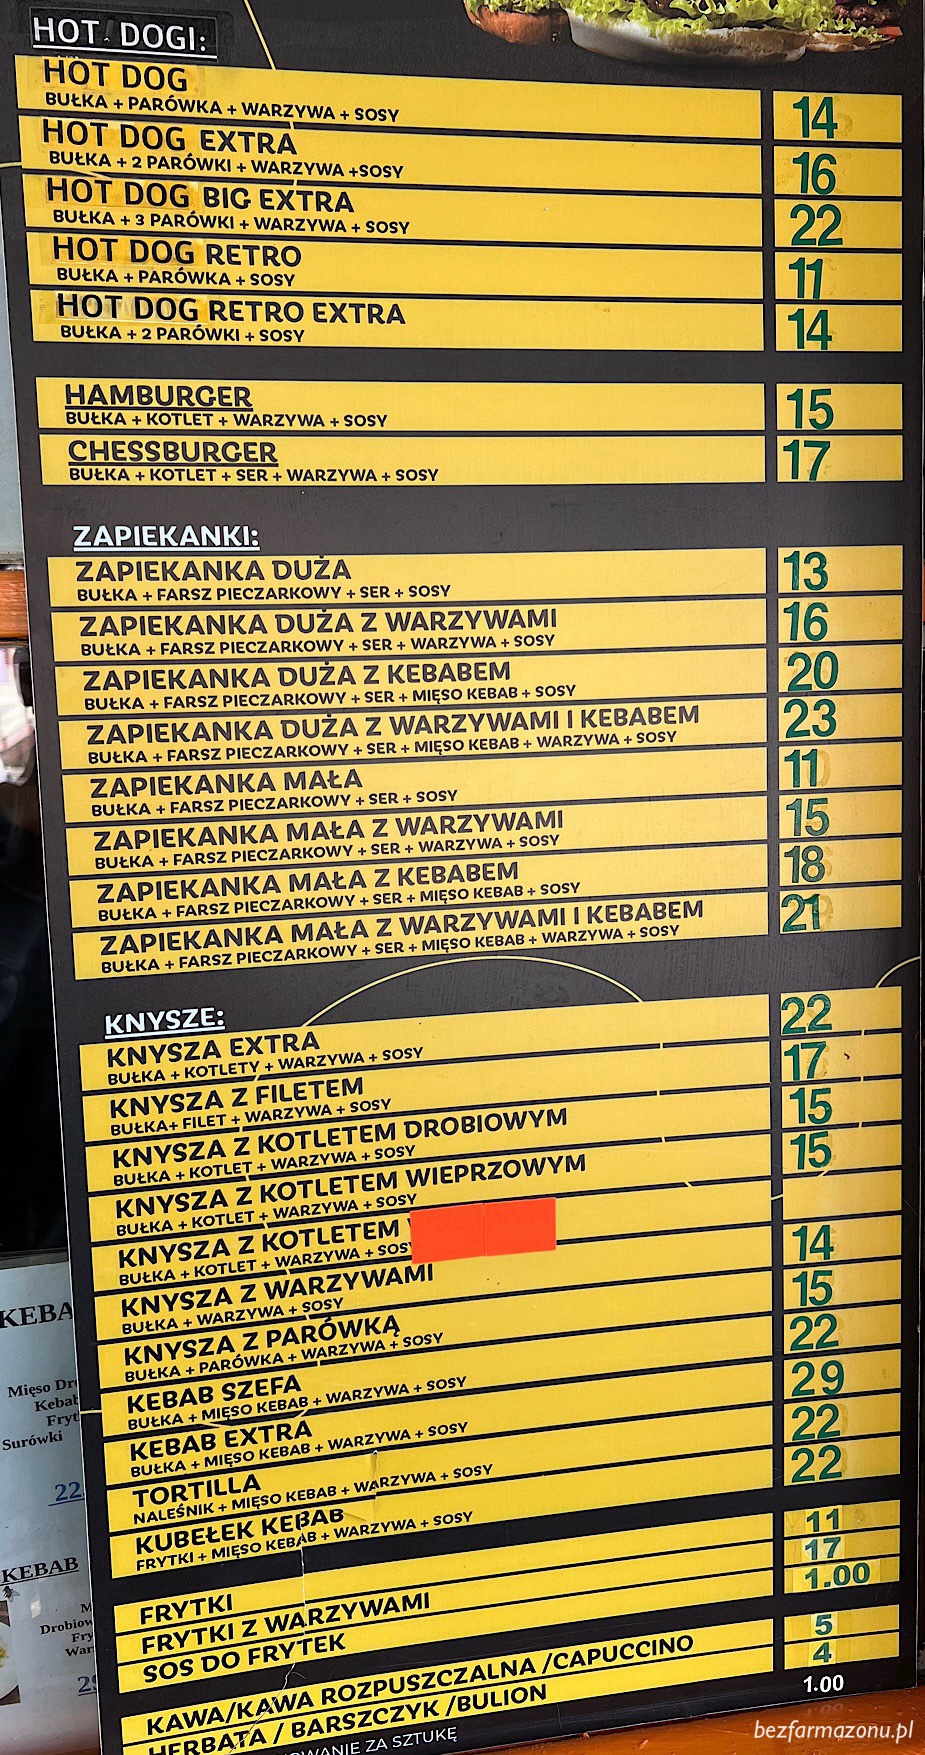 HOT DOGI:
HOT DOG
BUŁKA + PARÓWKA + WARZYWA + SOSY
14
HOT DOG EXTRA
BUŁKA + 2 PARÓWKI + WARZYWA +SOSY
16
HOT DOG BIG EXTRA
BUŁKA + 3 PARÓWKI + WARZYWA + SOSY
22
HOT DOG RETRO
BUŁKA + PARÓWKA + SOSY
11
HOT DOG RETRO EXTRA
BUŁKA + 2 PARÓWKI + SOSY
14
HAMBURGER
BUŁKA + KOTLET + WARZYWA + SOSY
15
CHESSBURGER
BUŁKA + KOTLET + SER + WARZYWA + SOSY
17
ZAPIEKANKI:
ZAPIEKANKA DUŻA
BUŁKA + FARSZ PIECZARKOWY + SER + SOSY
13
ZAPIEKANKA DUŻA Z WARZYWAMI
BUŁKA + FARSZ PIECZARKOWY + SER + WARZYWA + SOSY
16
ZAPIEKANKA DUŻA Z KEBABEM
BUŁKA + FARSZ PIECZARKOWY + SER + MIĘSO KEBAB + SOSY
20
ZAPIEKANKA DUŻA Z WARZYWAMI I KEBABEM
BUŁKA + FARSZ PIECZARKOWY + SER + MIĘSO KEBAB + WARZYWA + SOSY
23
ZAPIEKANKA MAŁA
BUŁKA + FARSZ PIECZARKOWY + SER + SOSY
11
ZAPIEKANKA MAŁA Z WARZYWAMI
BUŁKA + FARSZ PIECZARKOWY + SER + WARZYWA + SOSY
15
ZAPIEKANKA MAŁA Z KEBABEM
BUŁKA + FARSZ PIECZARKOWY + SER + MIĘSO KEBAB + SOSY
18
ZAPIEKANKA MAŁA Z WARZYWAMI I KEBABEM
BUŁKA + FARSZ PIECZARKOWY + SER + MIĘSO KEBAB + WARZYWA + SOSY
21
KNYSZE:
KNYSZA EXTRA
BUŁKA + KOTLETY + WARZYWA + SOSY
22
KNYSZA Z FILETEM
BUŁKA+ FILET + WARZYWA + SOSY
17
KNYSZA Z KOTLETEM DROBIOWYM
BUŁKA + KOTLET + WARZYWA + SOSY
15
KNYSZA Z KOTLETEM WIEPRZOWYM
BUŁKA + KOTLET + WARZYWA + SOSY
15
KNYSZA Z KOTLETEM
BUŁKA + KOTLET + WARZYWA + SOSY
KNYSZA Z WARZYWAMI
BUŁKA + WARZYWA + SOSY
14
KNYSZA Z PARÓWKĄ
BUŁKA + PARÓWKA + WARZYWA + SOSY
15
KEBAB SZEFA
BUŁKA + MIĘSO KEBAB + WARZYWA + SOSY
22
KEBAB EXTRA
BUŁKA + MIĘSO KEBAB + WARZYWA + SOSY
29
TORTILLA
NALEŚNIK + MIĘSO KEBAB + WARZYWA + SOSY
22
KUBEŁEK KEBAB
FRYTKI + MIĘSO KEBAB + WARZYWA + SOSY
22
FRYTKI
11
FRYTKI Z WARZYWAMI
17
SOS DO FRYTEK
1.00
KAWA/KAWA ROZPUSZCZALNA /CAPUCCINO
5
HERBATA / BARSZCZYK /BULION
4
ZA SZTUKĘ
1.00
KEBA
Mięso
Surówki
22
KEBAB
bezfarmazonu.pl